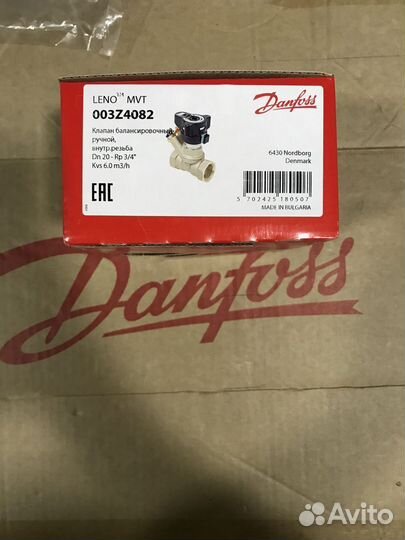 LENO™ MVT
003Z4082
Клапан балансировочный
ручной,
внутр.резьба
Dn 20 - Rp 3/4"
Kvs 6.0 m3/h
EAC
Danfoss
6430 Nordborg
Denmark
5 702425 180507
MADE IN BULGARIA
Danfoss
Avito